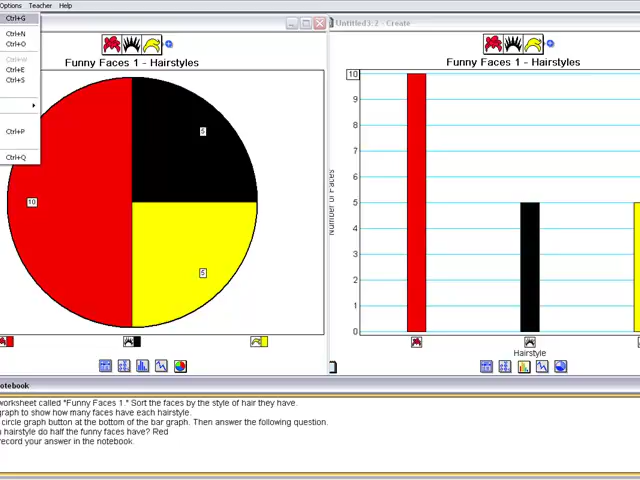 Options Teacher Help
Ctrl+G
Ctrl+N
Ctrl+O
Ctrl+W
Ctrl+E
Ctrl+S
Ctrl+P
Ctrl+Q
Funny Faces 1 - Hairstyles
5
10
5
Untitled3: 2 - Create
Funny Faces 1 - Hairstyles
10
9
8
7
6
5
4
3
2
1
0
Number of Faces
Hairstyle
otebook
worksheet called "Funny Faces 1." Sort the faces by the style of hair they have.
graph to show how many faces have each hairstyle.
circle graph button at the bottom of the bar graph. Then answer the following question.
hairstyle do half the funny faces have? Red
record your answer in the notebook.